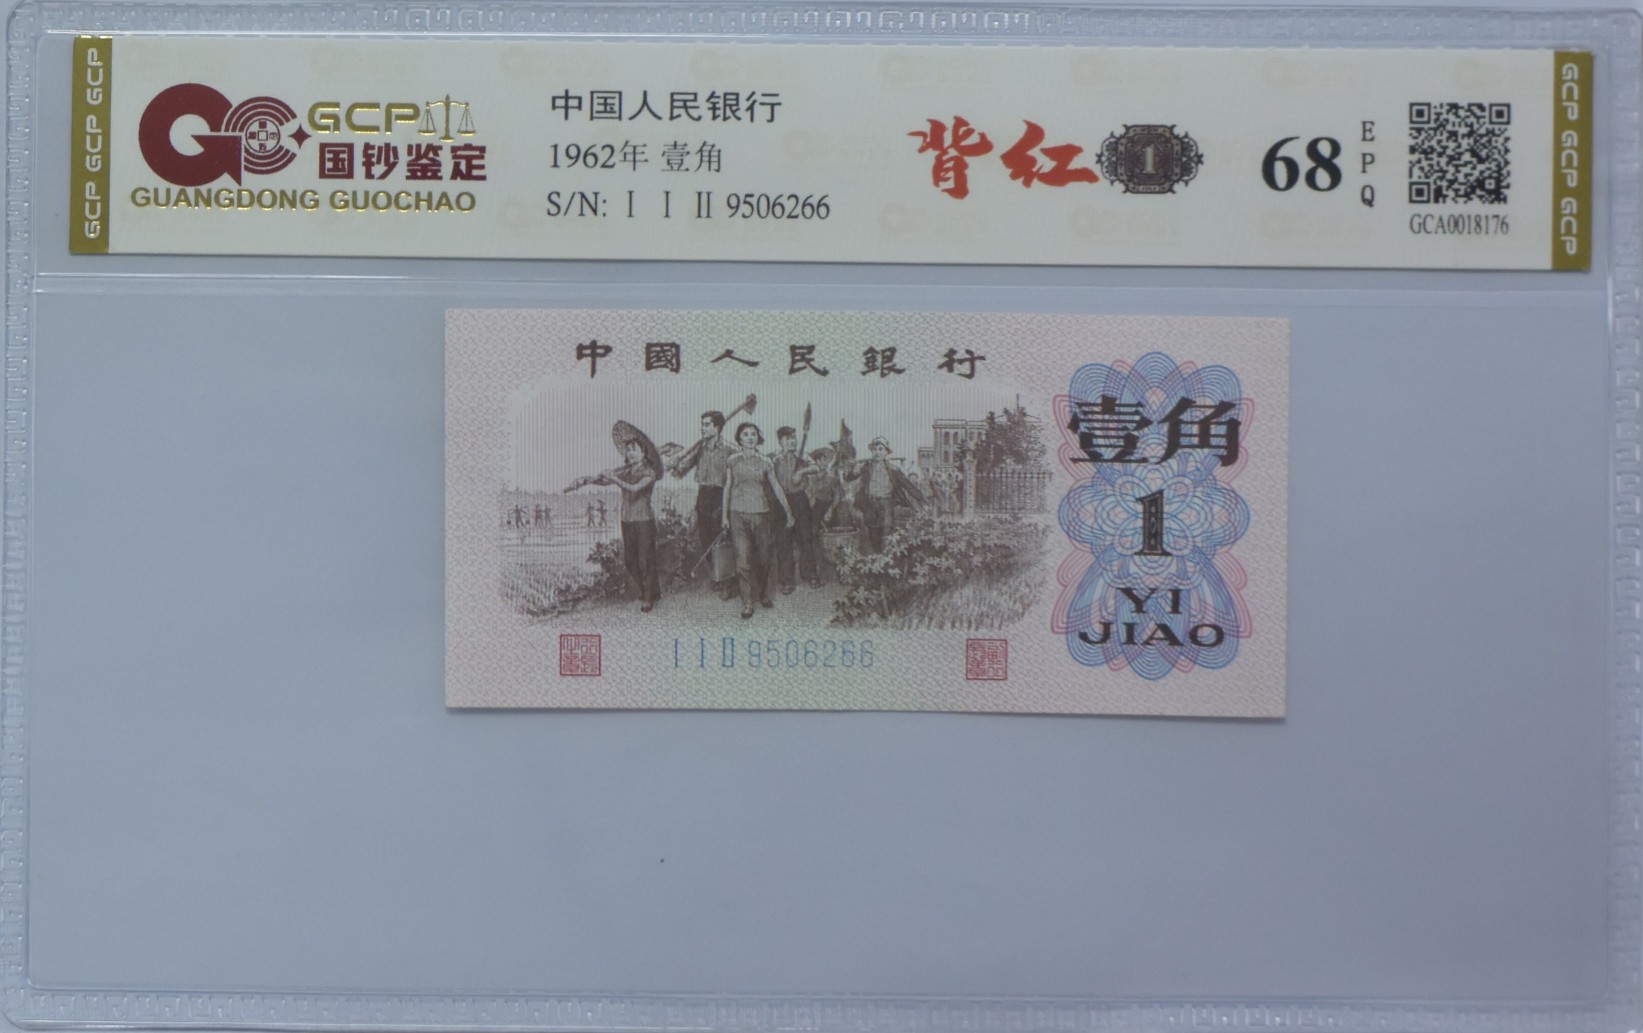 GCP GCP GCP
GCP
国钞鉴定
GUANGDONG GUOCHAO
中国人民银行
1962年 壹角
S/N: I I II 9506266
背红
1
68
EPQ
GCA0018176
GCP GCP GCP
中國人民銀行
壹角
1
YI
JIAO
I I II 9506266